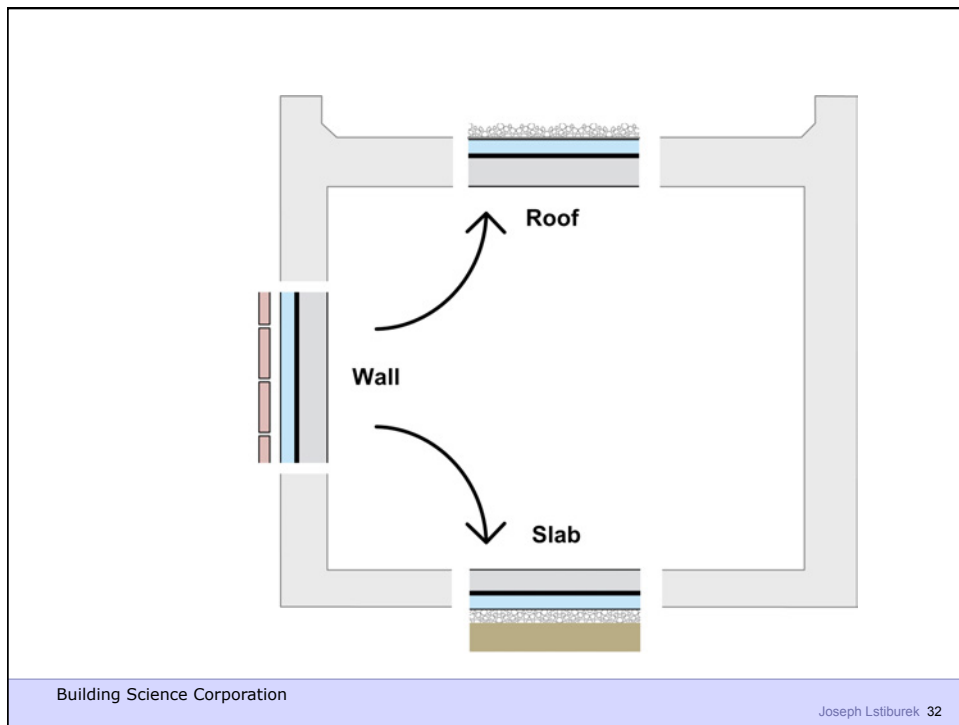 Roof
Wall
Slab
Building Science Corporation
Joseph Lstiburek 32